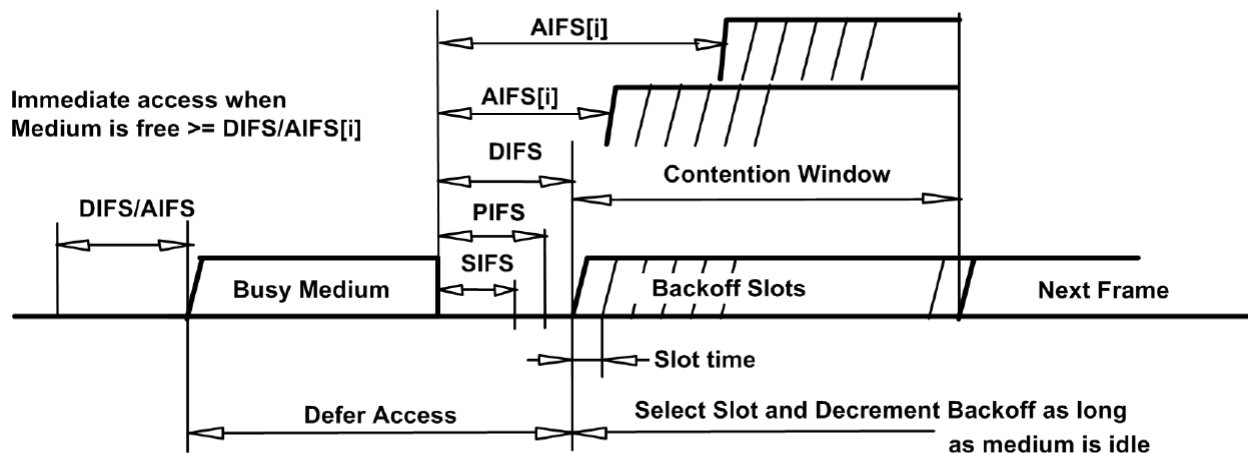 AIFS[i]
Immediate access when
Medium is free >= DIFS/AIFS[i]
AIFS[i]
DIFS
Contention Window
DIFS/AIFS
PIFS
SIFS
Busy Medium
Backoff Slots
Next Frame
Slot time
Defer Access
Select Slot and Decrement Backoff as long
as medium is idle